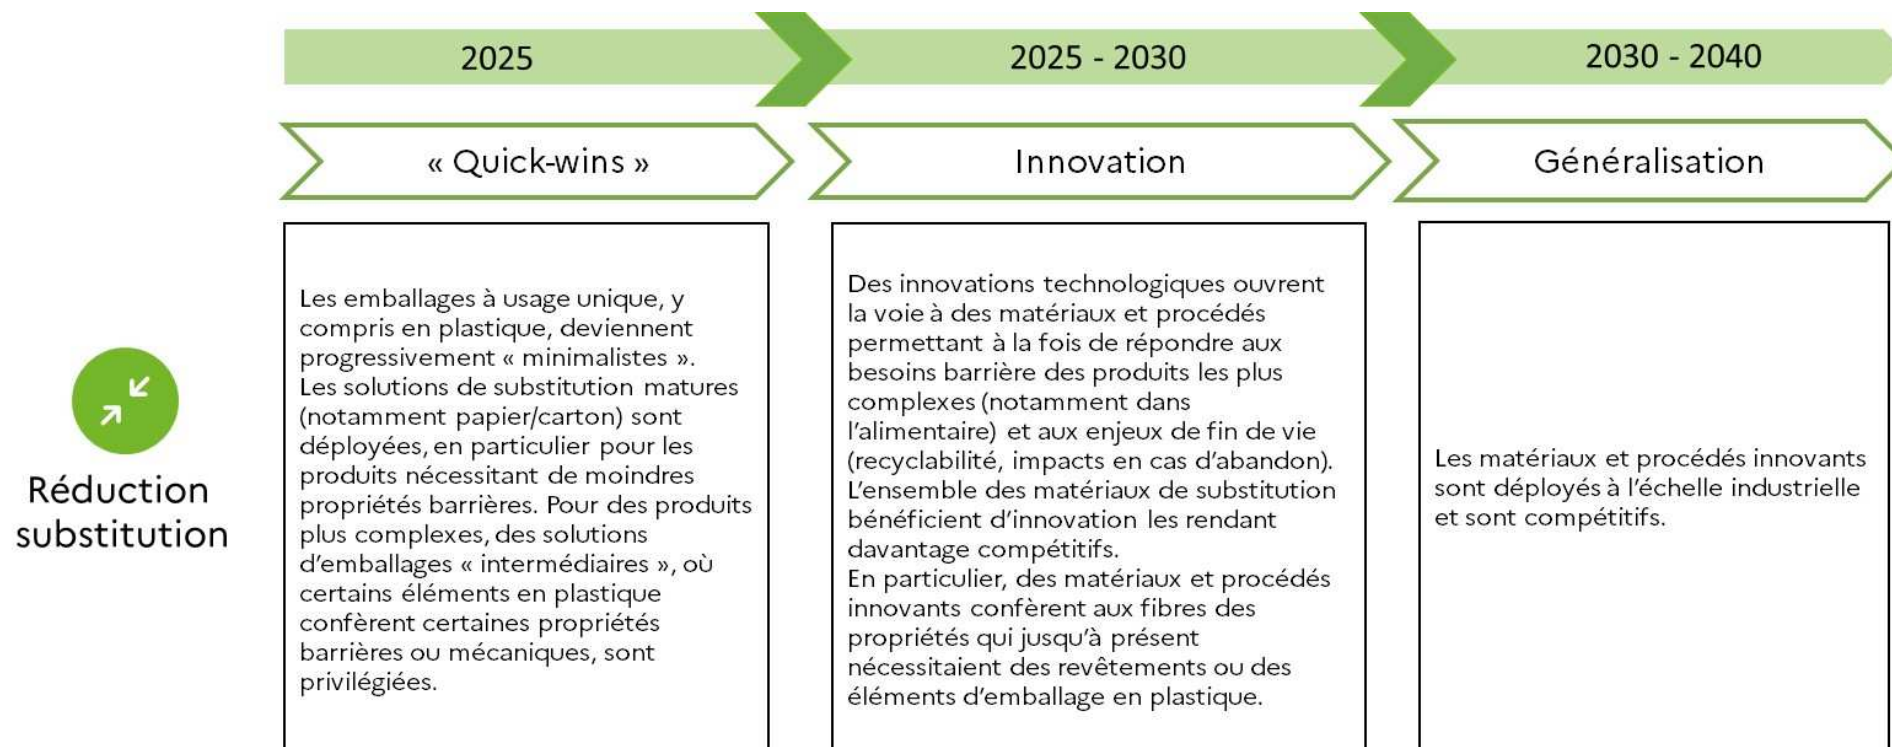 2025
2025 - 2030
2030 - 2040
« Quick-wins »
Innovation
Généralisation
Réduction
substitution
Les emballages à usage unique, y
compris en plastique, deviennent
progressivement « minimalistes ».
Les solutions de substitution matures
(notamment papier/carton) sont
déployées, en particulier pour les
produits nécessitant de moindres
propriétés barrières. Pour des produits
plus complexes, des solutions
d’emballages « intermédiaires », où
certains éléments en plastique
confèrent certaines propriétés
barrières ou mécaniques, sont
privilégiées.
Des innovations technologiques ouvrent
la voie à des matériaux et procédés
permettant à la fois de répondre aux
besoins barrière des produits les plus
complexes (notamment dans
l’alimentaire) et aux enjeux de fin de vie
(recyclabilité, impacts en cas d’abandon).
L’ensemble des matériaux de substitution
bénéficient d’innovation les rendant
davantage compétitifs.
En particulier, des matériaux et procédés
innovants confèrent aux fibres des
propriétés qui jusqu’à présent
nécessitaient des revêtements ou des
éléments d’emballage en plastique.
Les matériaux et procédés innovants
sont déployés à l’échelle industrielle
et sont compétitifs.